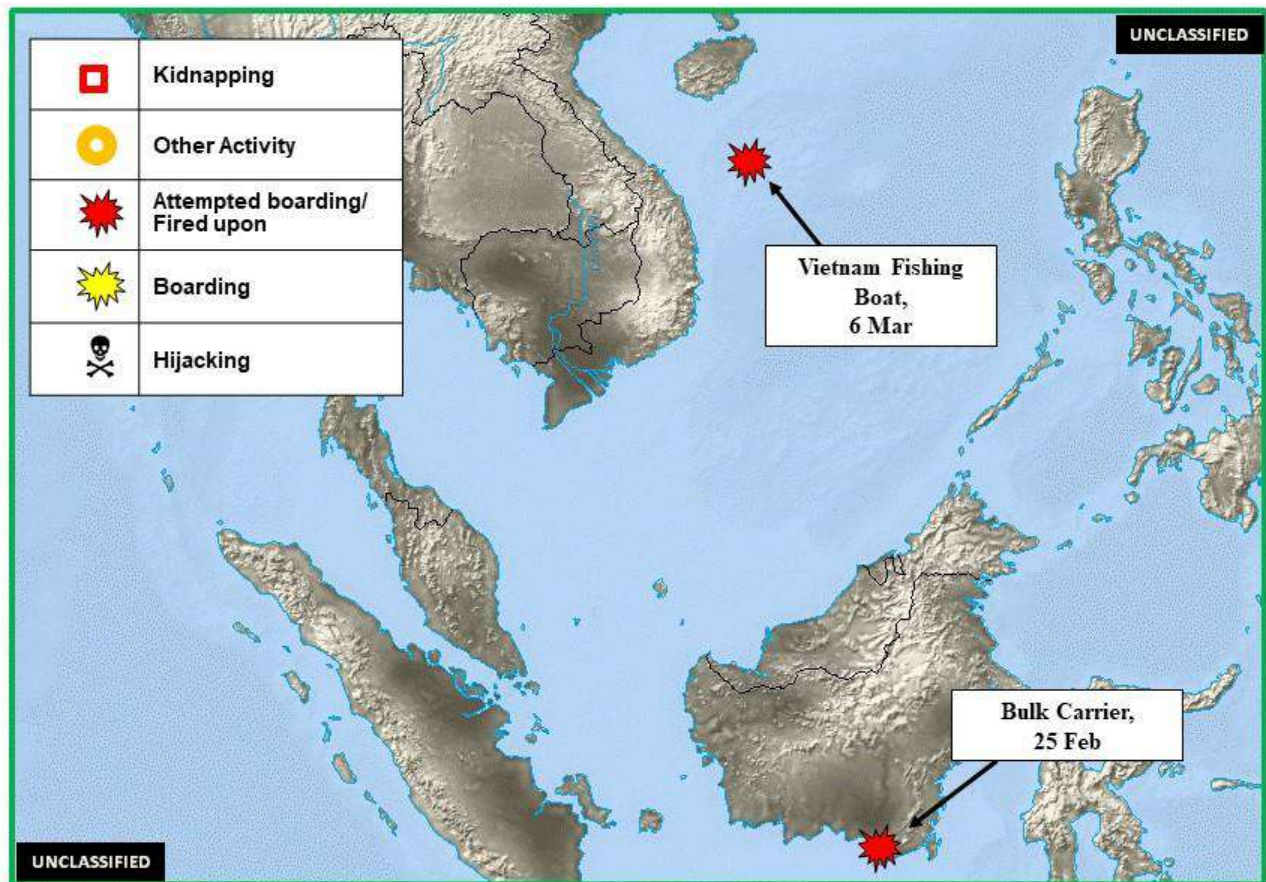 UNCLASSIFIED
Kidnapping
Other Activity
Attempted boarding/
Fired upon
Boarding
Hijacking
Vietnam Fishing
Boat,
6 Mar
Bulk Carrier,
25 Feb
UNCLASSIFIED